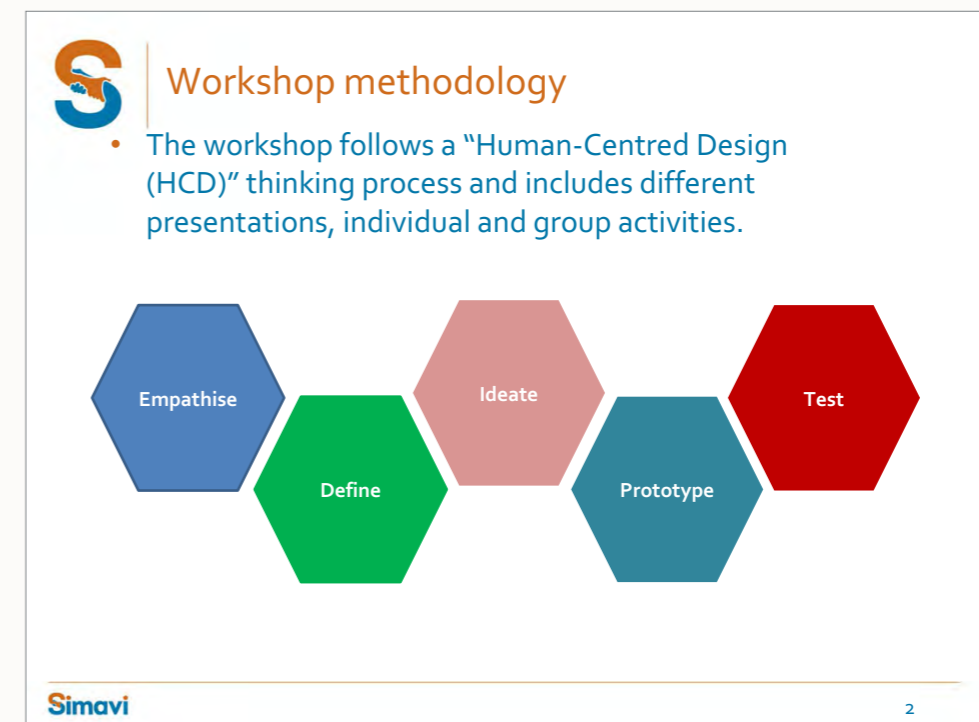 Workshop methodology
• The workshop follows a “Human-Centred Design
(HCD)” thinking process and includes different
presentations, individual and group activities.
Empathise
Define
Ideate
Prototype
Test
Simavi
2